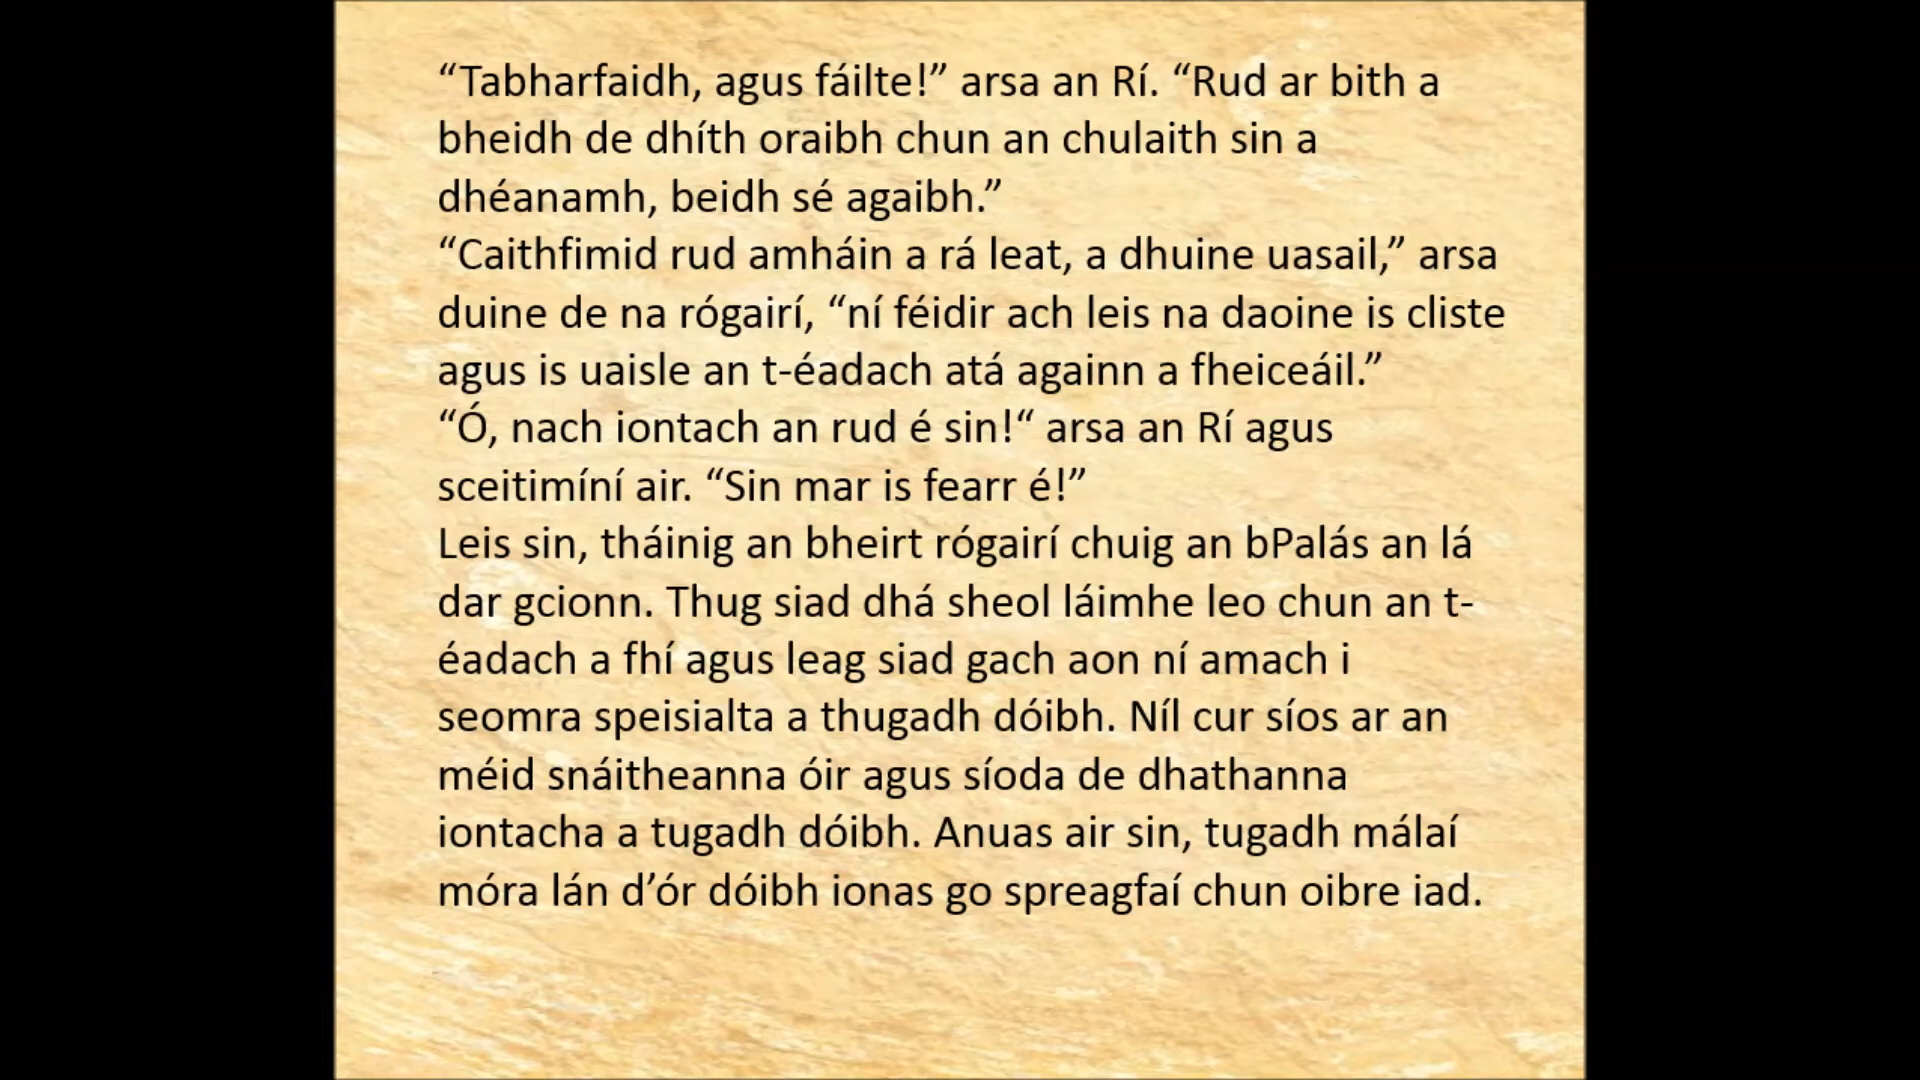 “Tabharfaidh, agus fáilte!” arsa an Rí. “Rud ar bith a
bheidh de dhíth oraibh chun an chulaith sin a
dhéanamh, beidh sé agaibh.”
“Caithfimid rud amháin a rá leat, a dhuine uasail,” arsa
duine de na rógairí, “ní féidir ach leis na daoine is cliste
agus is uaisle an t-éadach atá againn a fheiceáil.”
“Ó, nach iontach an rud é sin!“ arsa an Rí agus
sceitimíní air. “Sin mar is fearr é!”
Leis sin, tháinig an bheirt rógairí chuig an bPalás an lá
dar gcionn. Thug siad dhá sheol láimhe leo chun an t-
éadach a fhí agus leag siad gach aon ní amach i
seomra speisialta a thugadh dóibh. Níl cur síos ar an
méid snáitheanna óir agus síoda de dhathanna
iontacha a tugadh dóibh. Anuas air sin, tugadh málaí
móra lán d’ór dóibh ionas go spreagfaí chun oibre iad.